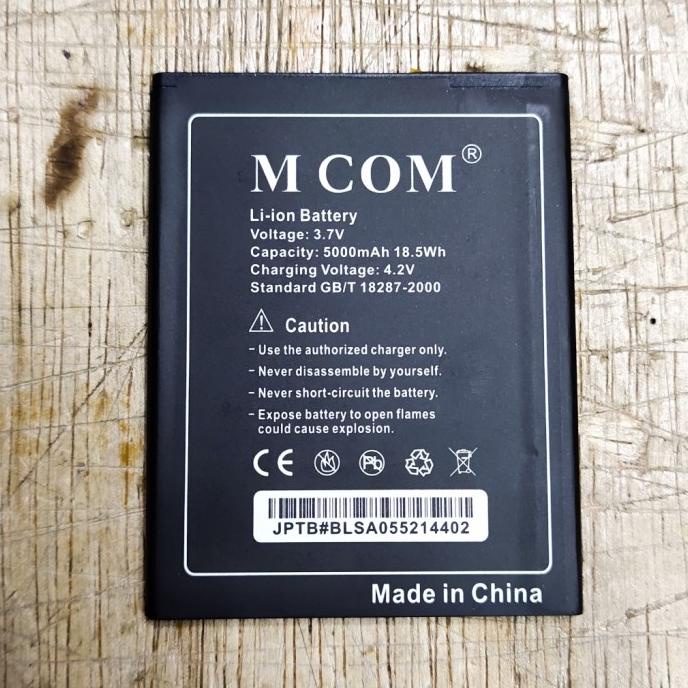 M COM®
Li-ion Battery
Voltage: 3.7V
Capacity: 5000mAh 18.5Wh
Charging Voltage: 4.2V
Standard GB/T 18287-2000
Caution
- Use the authorized charger only.
- Never disassemble by yourself.
- Never short-circuit the battery.
- Expose battery to open flames
could cause explosion.
CE Pb
JPTB#BLSA055214402
Made in China